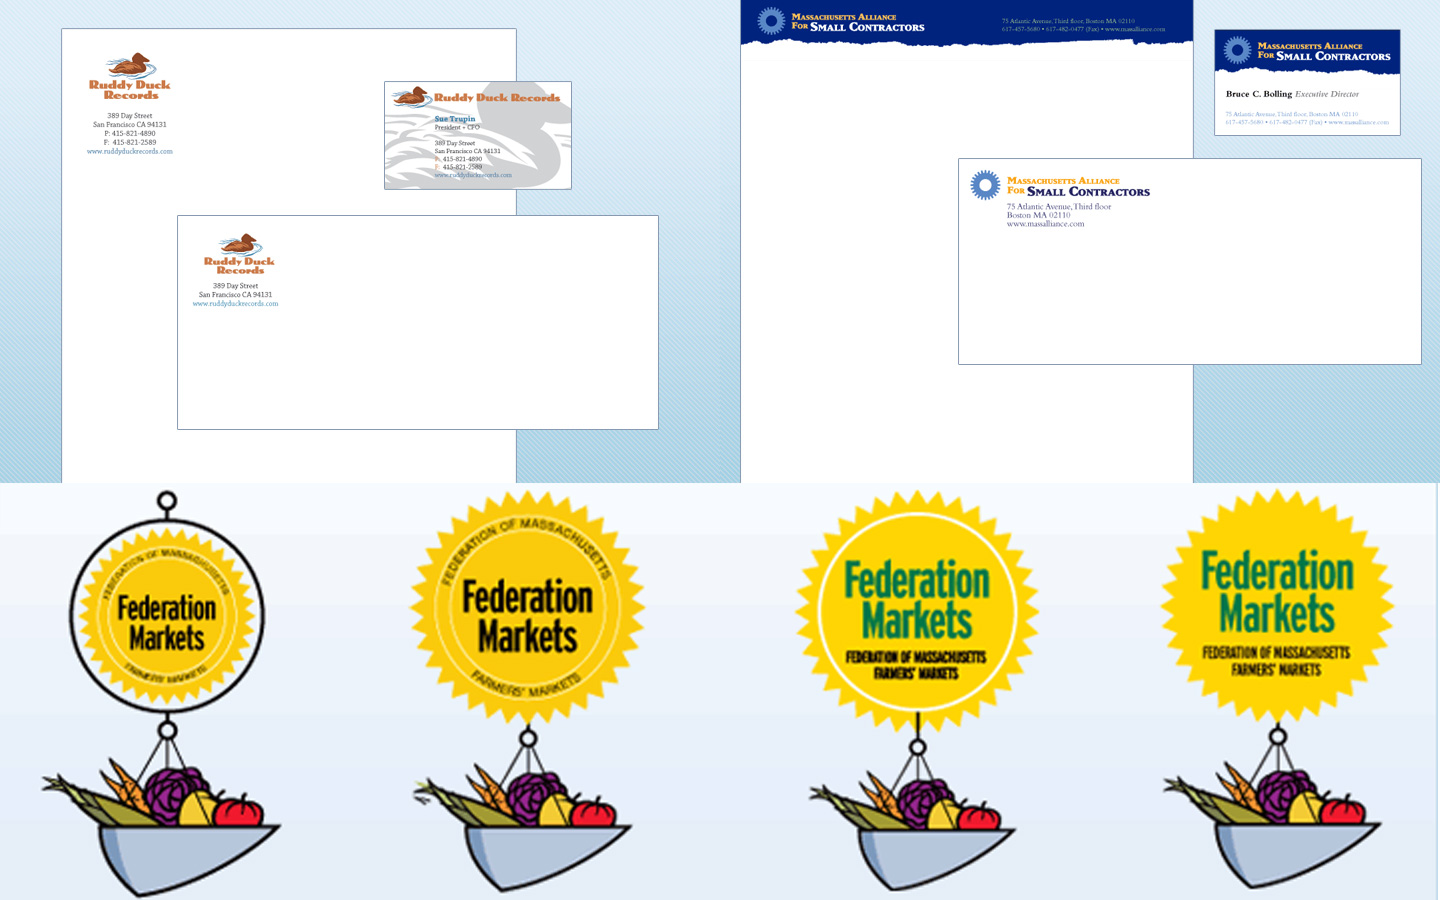 Ruddy Duck
Records
389 Day Street
San Francisco CA 94131
P: 415-821-4890
F: 415-821-2589
www.ruddyduckrecords.com
Ruddy Duck Records
Sue Trupin
President + CFO
389 Day Street
San Francisco CA 94131
P: 415-821-4890
F: 415-821-2589
www.ruddyduckrecords.com
Ruddy Duck
Records
389 Day Street
San Francisco CA 94131
www.ruddyduckrecords.com
Massachusetts Alliance
For Small Contractors
75 Atlantic Avenue, Third floor, Boston MA 02110
617-457-5680 • 617-482-0477 (Fax) • www.massalliance.com
Massachusetts Alliance
For Small Contractors
Bruce C. Bolling Executive Director
75 Atlantic Avenue, Third floor, Boston MA 02110
617-457-5680 • 617-482-0477 (Fax) • www.massalliance.com
Massachusetts Alliance
For Small Contractors
75 Atlantic Avenue, Third floor
Boston MA 02110
www.massalliance.com
FEDERATION OF MASSACHUSETTS
Federation
Markets
FARMERS' MARKETS
FEDERATION OF MASSACHUSETTS
Federation
Markets
FARMERS' MARKETS
Federation
Markets
FEDERATION OF MASSACHUSETTS
FARMERS' MARKETS
Federation
Markets
FEDERATION OF MASSACHUSETTS
FARMERS' MARKETS